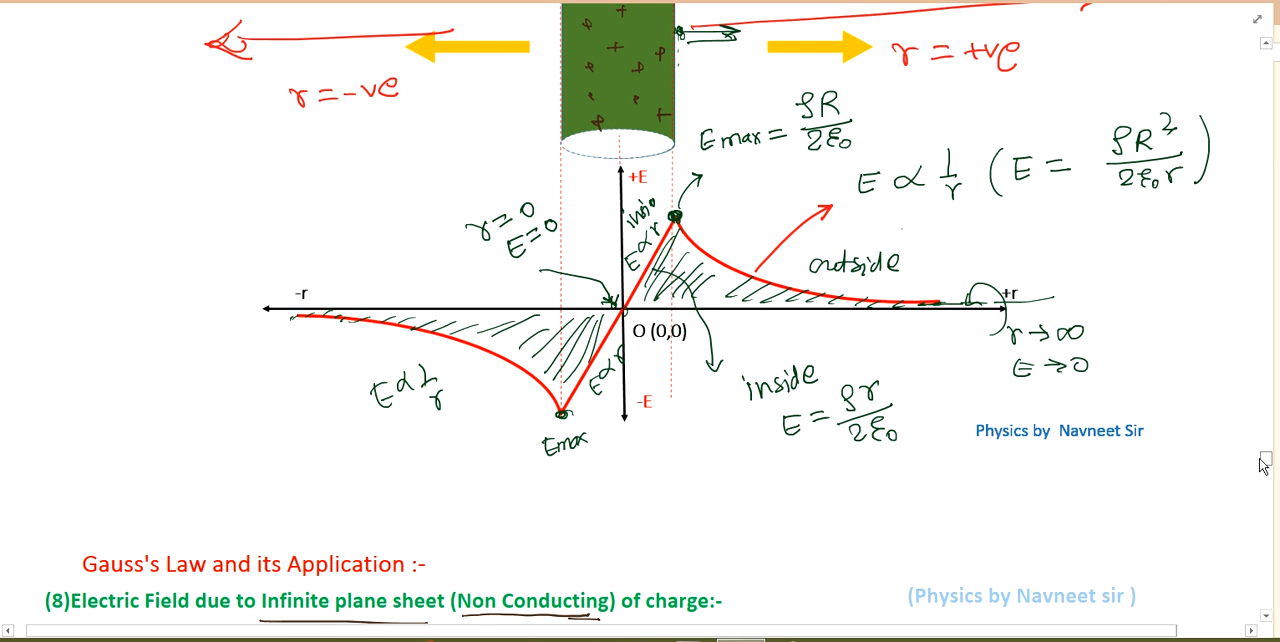 r = +ve
r = -ve
Emax = ρR/2ε₀
E ∝ 1/r (E = ρR²/2ε₀r)
+E
r=0
E=0
inside
E ∝ r
outside
-r
+r
O (0,0)
r→∞
E→0
E ∝ r
E ∝ 1/r
-E
inside
E = ρr/2ε₀
Emax
Physics by Navneet Sir
Gauss's Law and its Application :-
(8)Electric Field due to Infinite plane sheet (Non Conducting) of charge:-
(Physics by Navneet sir )